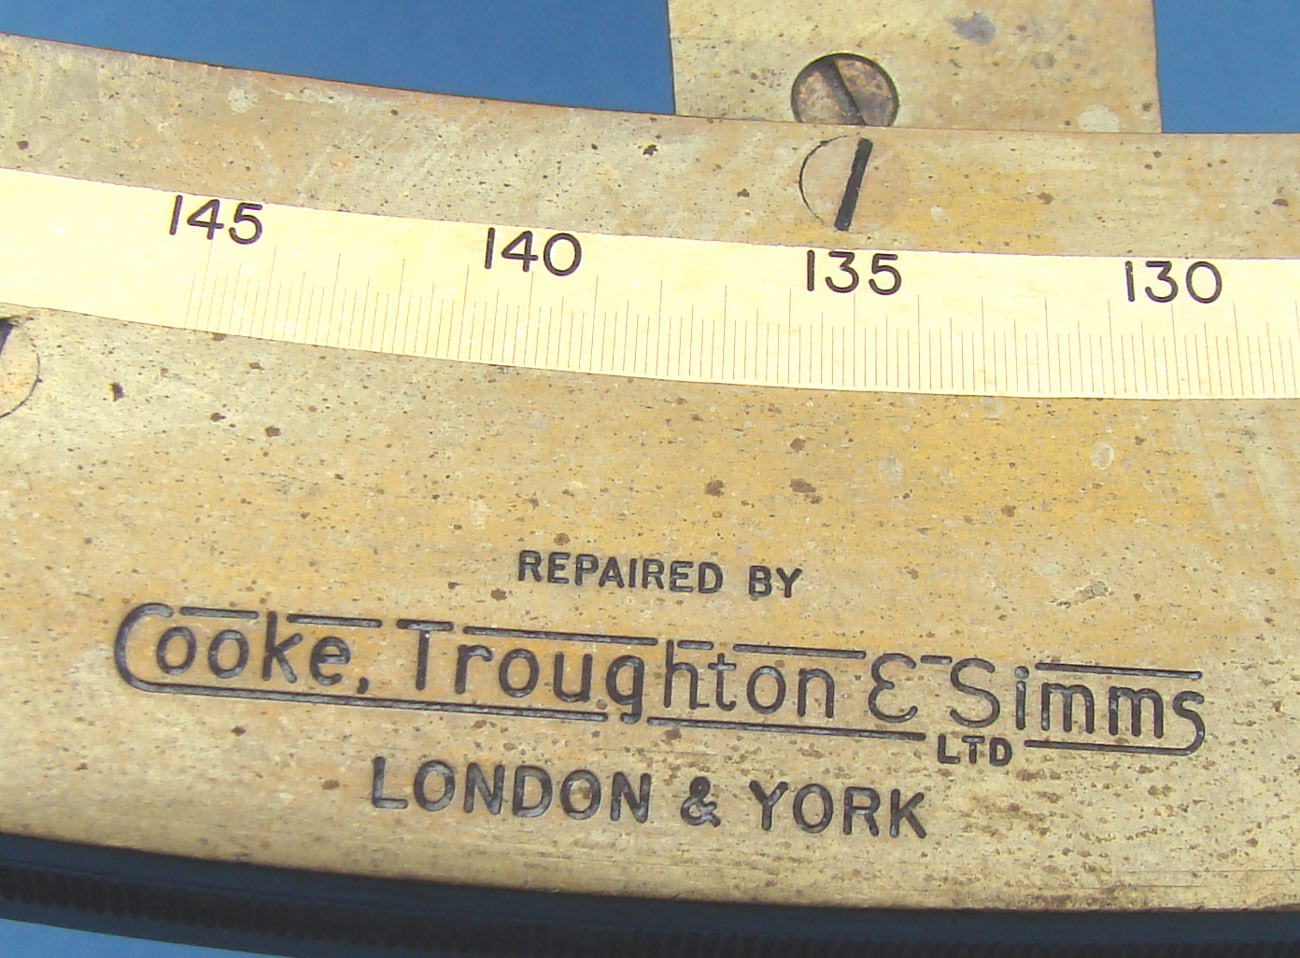 145 140 135 130
REPAIRED BY
Cooke, Troughton & Simms
LTD
LONDON & YORK